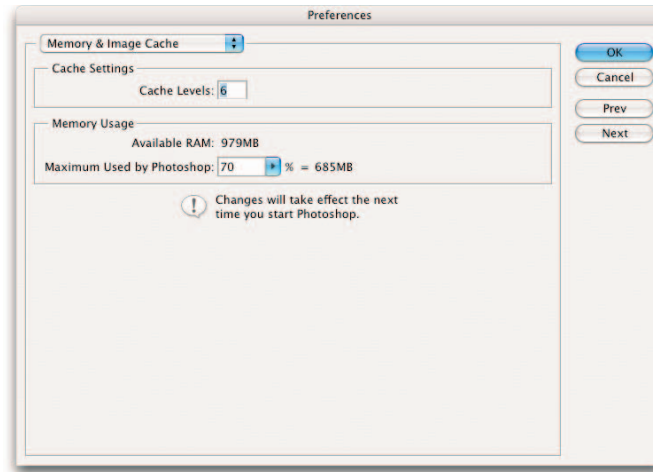 Preferences
Memory & Image Cache
OK
Cache Settings
Cancel
Cache Levels: 6
Prev
Memory Usage
Next
Available RAM: 979MB
Maximum Used by Photoshop: 70 % = 685MB
! Changes will take effect the next
time you start Photoshop.